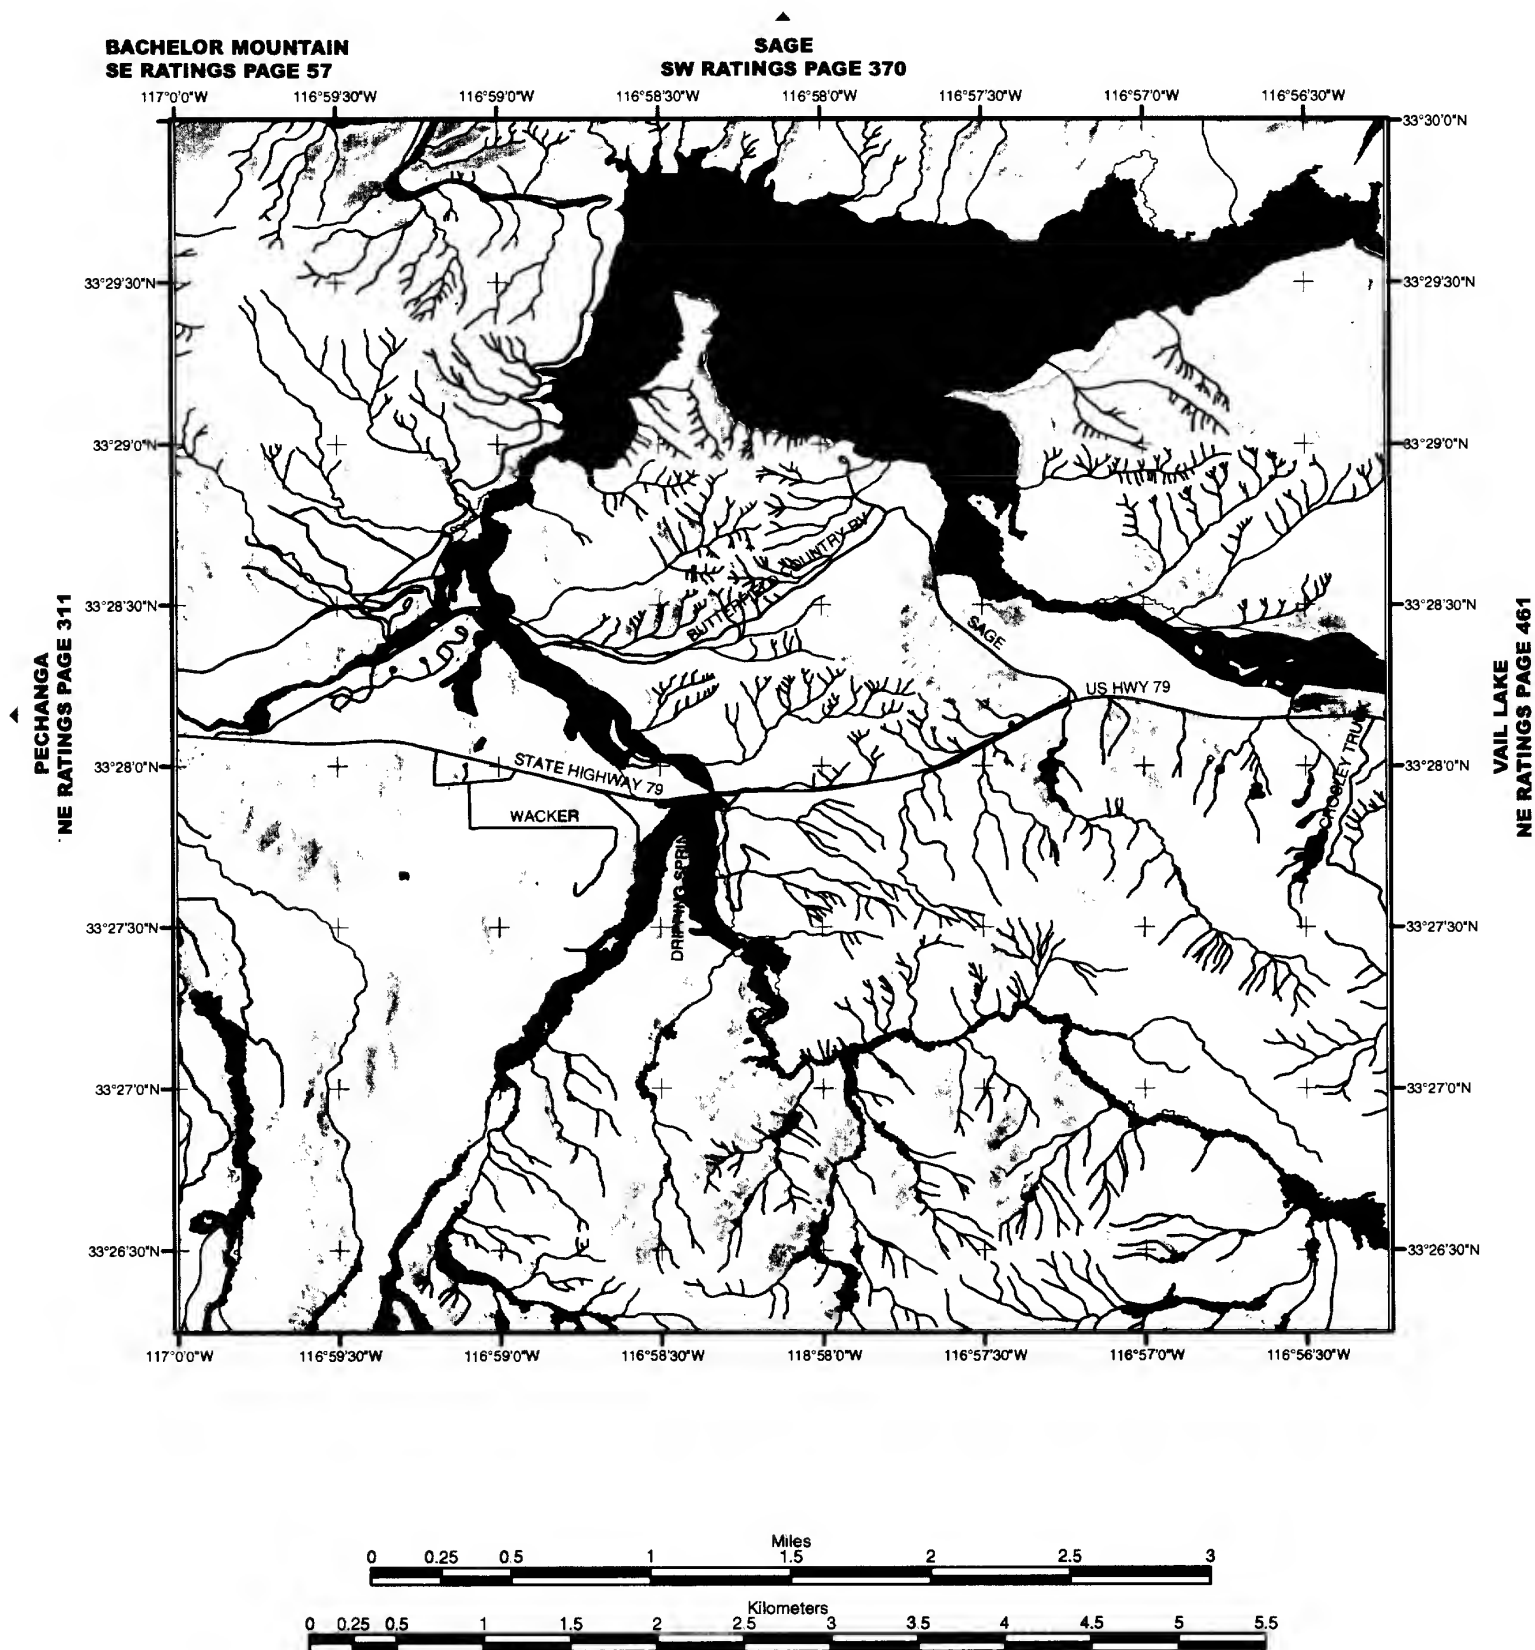 BACHELOR MOUNTAIN
SE RATINGS PAGE 57
SAGE
SW RATINGS PAGE 370
117°0'0"W
116°59'30"W
116°59'0"W
116°58'30"W
116°58'0"W
116°57'30"W
116°57'0"W
116°56'30"W
33°30'0"N
33°29'30"N
33°29'30"N
33°29'0"N
33°29'0"N
BUTTERFIELD COUNTRY RV
33°28'30"N
33°28'30"N
SAGE
PECHANGA
NE RATINGS PAGE 311
VAIL LAKE
NE RATINGS PAGE 461
US HWY 79
STATE HIGHWAY 79
33°28'0"N
33°28'0"N
CROSLEY TRUCK
WACKER
DRIPPING SPRIN
33°27'30"N
33°27'30"N
33°27'0"N
33°27'0"N
33°26'30"N
33°26'30"N
117°0'0"W
116°59'30"W
116°59'0"W
116°58'30"W
118°58'0"W
116°57'30"W
116°57'0"W
116°56'30"W
Miles
0 0.25 0.5 1 1.5 2 2.5 3
Kilometers
0 0.25 0.5 1 1.5 2 2.5 3 3.5 4 4.5 5 5.5